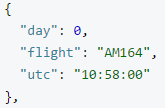 {
"day": 0,
"flight": "AM164",
"utc": "10:58:00"
},